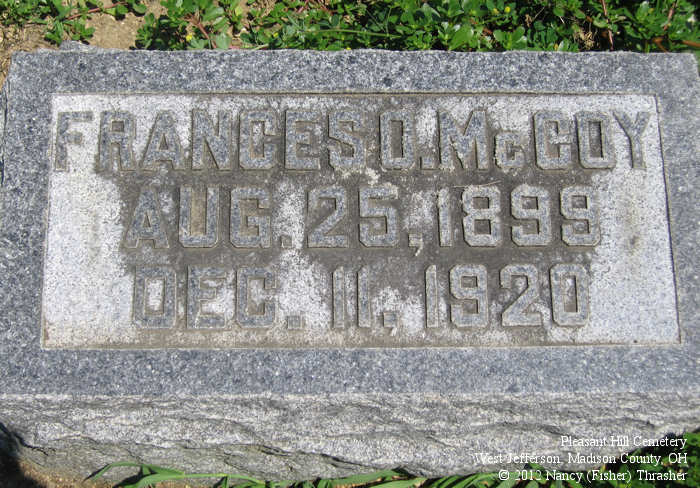 FRANCES O. McCOY
AUG. 25, 1899
DEC. 11, 1920
Pleasant Hill Cemetery
West Jefferson, Madison County, OH
© 2012 Nancy (Fisher) Thrasher